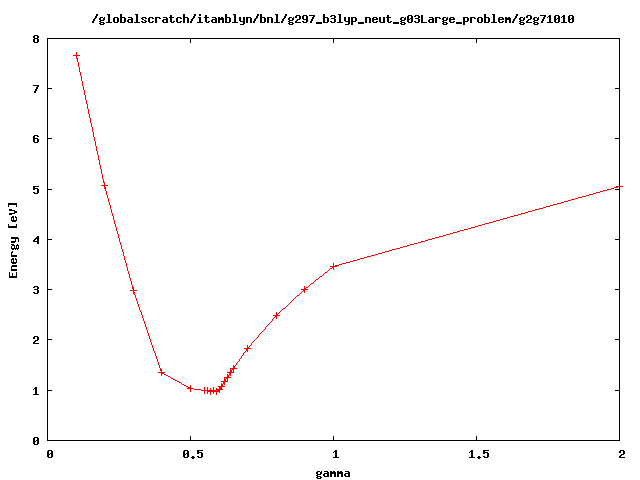 /globalscratch/itamblyn/bnl/g297_b3lyp_neut_g03Large_problem/g2g71010
8
7
6
5
4
3
2
1
0
Energy [eV]
0 0.5 1 1.5 2
gamma